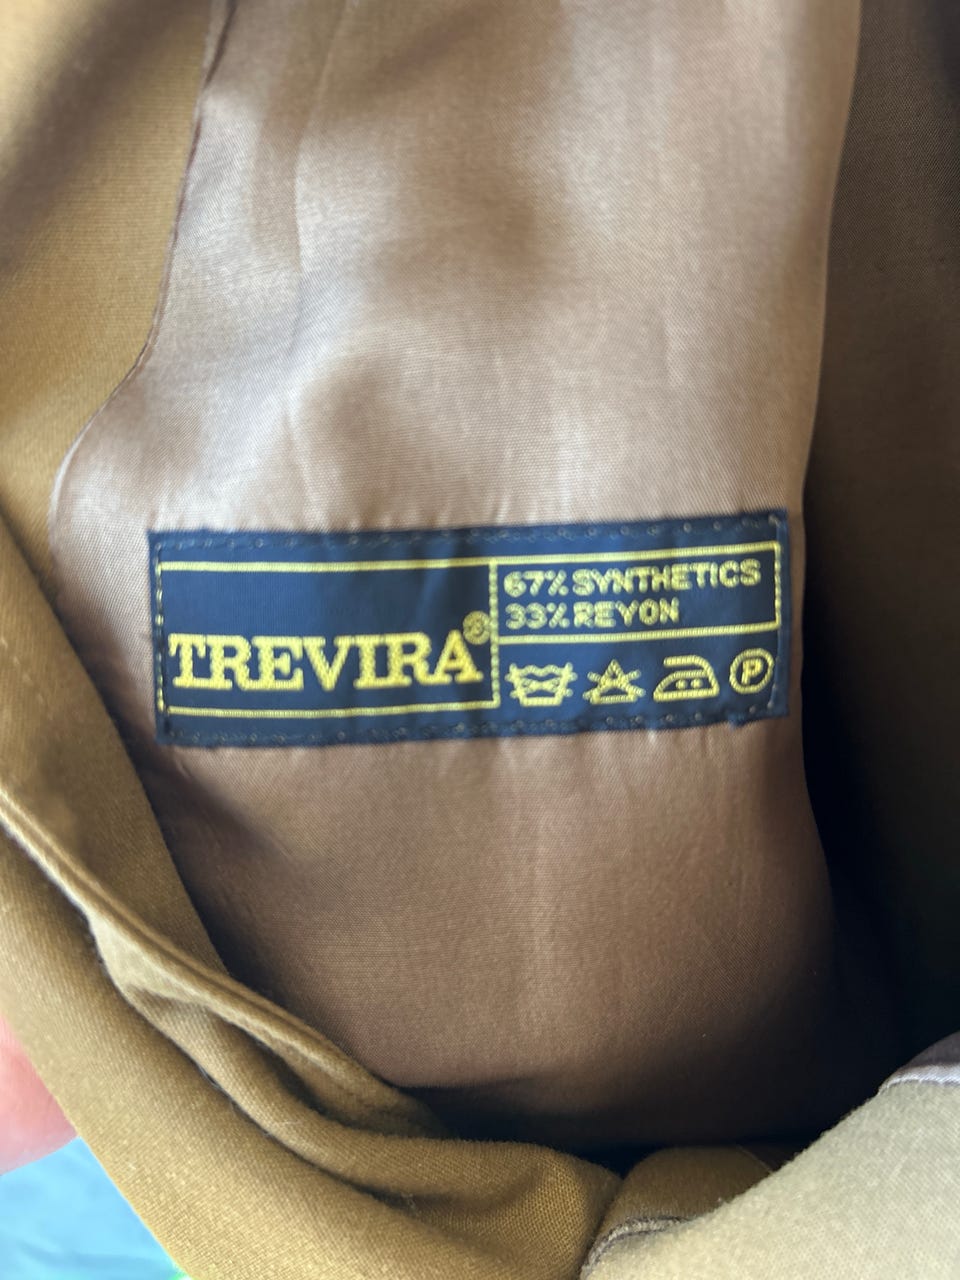 TREVIRA®
67% SYNTHETICS
33% REYON
P